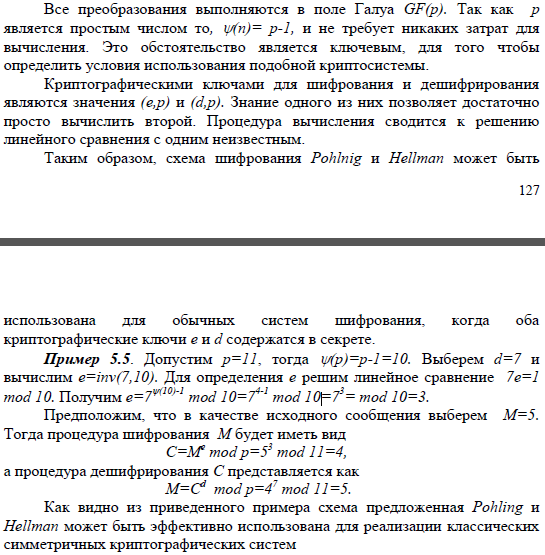 Все преобразования выполняются в поле Галуа GF(p). Так как p
является простым числом то, ψ(n)= p-1, и не требует никаких затрат для
вычисления. Это обстоятельство является ключевым, для того чтобы
определить условия использования подобной криптосистемы.
Криптографическими ключами для шифрования и дешифрирования
являются значения (e,p) и (d,p). Знание одного из них позволяет достаточно
просто вычислить второй. Процедура вычисления сводится к решению
линейного сравнения с одним неизвестным.
Таким образом, схема шифрования Pohlnig и Hellman может быть
127
использована для обычных систем шифрования, когда оба
криптографические ключи e и d содержатся в секрете.
Пример 5.5. Допустим p=11, тогда ψ(p)=p-1=10. Выберем d=7 и
вычислим e=inv(7,10). Для определения e решим линейное сравнение 7e=1
mod 10. Получим e=7^ψ(10)-1 mod 10=7^4-1 mod 10=7^3= mod 10=3.
Предположим, что в качестве исходного сообщения выберем M=5.
Тогда процедура шифрования M будет иметь вид
C=M^e mod p=5^3 mod 11=4,
а процедура дешифрирования C представляется как
M=C^d mod p=4^7 mod 11=5.
Как видно из приведенного примера схема предложенная Pohling и
Hellman может быть эффективно использована для реализации классических
симметричных криптографических систем